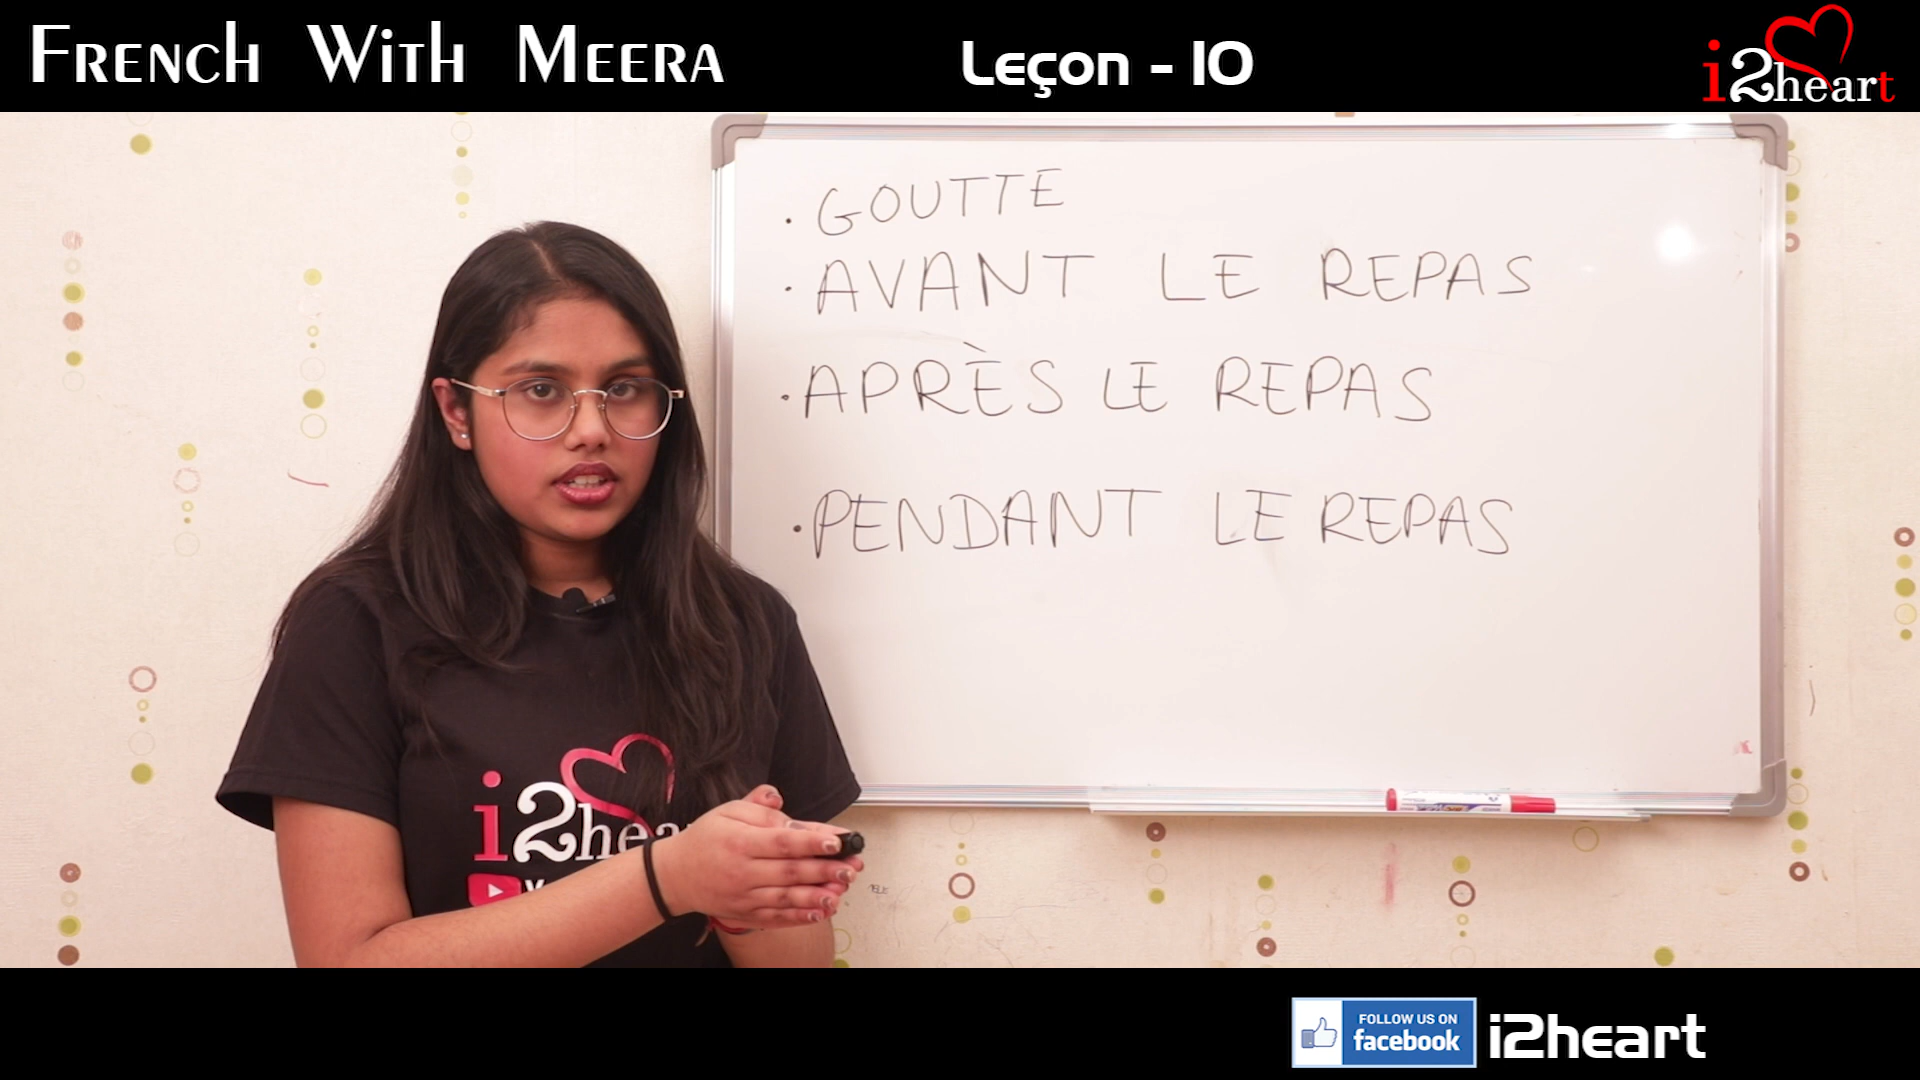 FRENCH WITH MEERA
Leçon - 10
i2heart
• GOUTTE
• AVANT LE REPAS
• APRÈS LE REPAS
• PENDANT LE REPAS
i2hea
FOLLOW US ON
facebook
i2heart